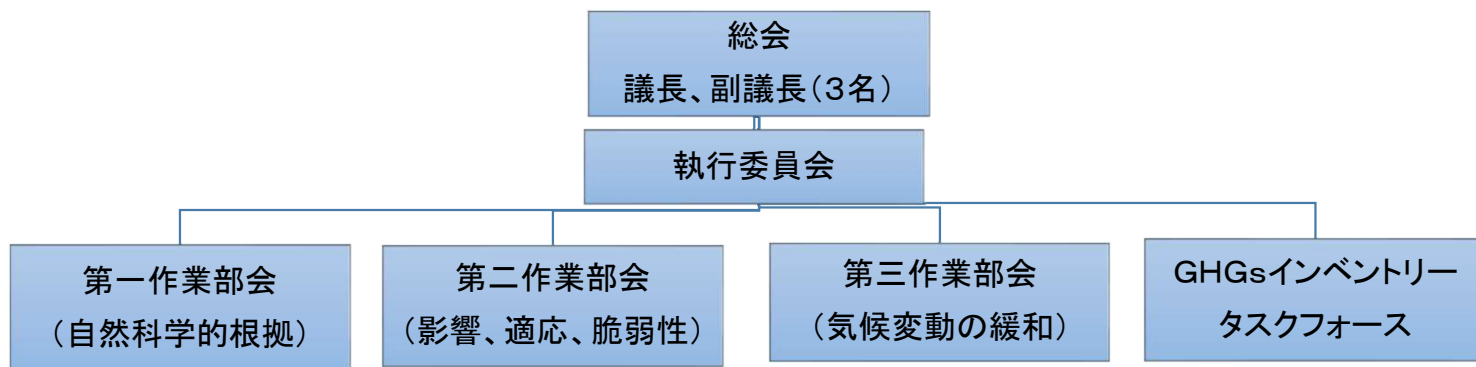 総会
議長、副議長（3名）
執行委員会
第一作業部会
（自然科学的根拠）
第二作業部会
（影響、適応、脆弱性）
第三作業部会
（気候変動の緩和）
GHGsインベントリー
タスクフォース